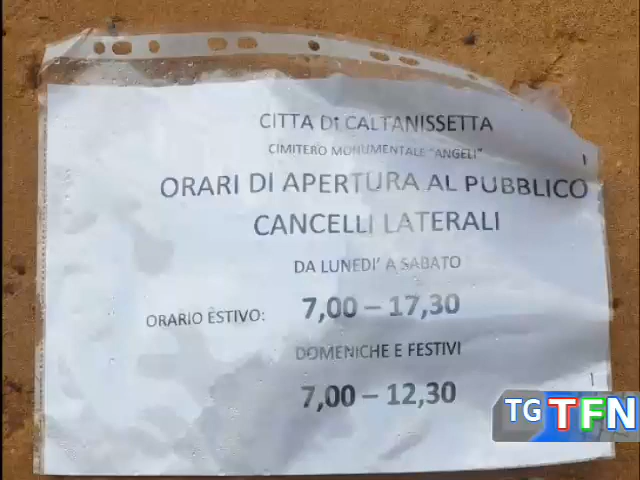 CITTA Di CALTANISSETTA
CIMITERO MONUMENTALE "ANGELI"
ORARI DI APERTURA AL PUBBLICO
CANCELLI LATERALI
DA LUNEDI' A SABATO
ORARIO ESTIVO: 7,00 – 17,30
DOMENICHE E FESTIVI
7,00 – 12,30
TG TFN